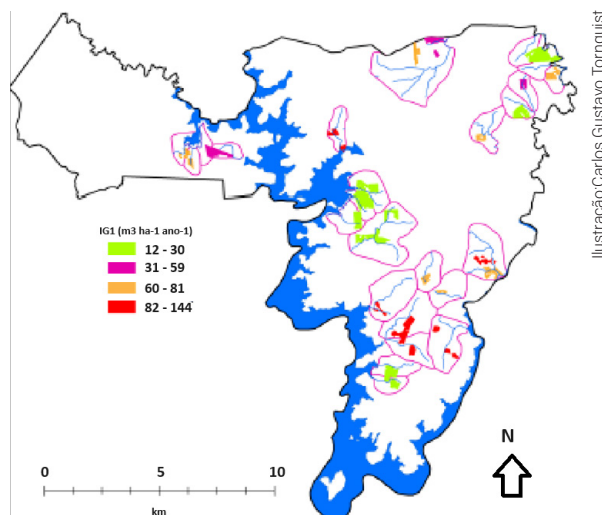 IG1 (m3 ha-1 ano-1)
12 - 30
31 - 59
60 - 81
82 - 144
N
0 5 10
km
Ilustração:Carlos Gustavo Tornquist